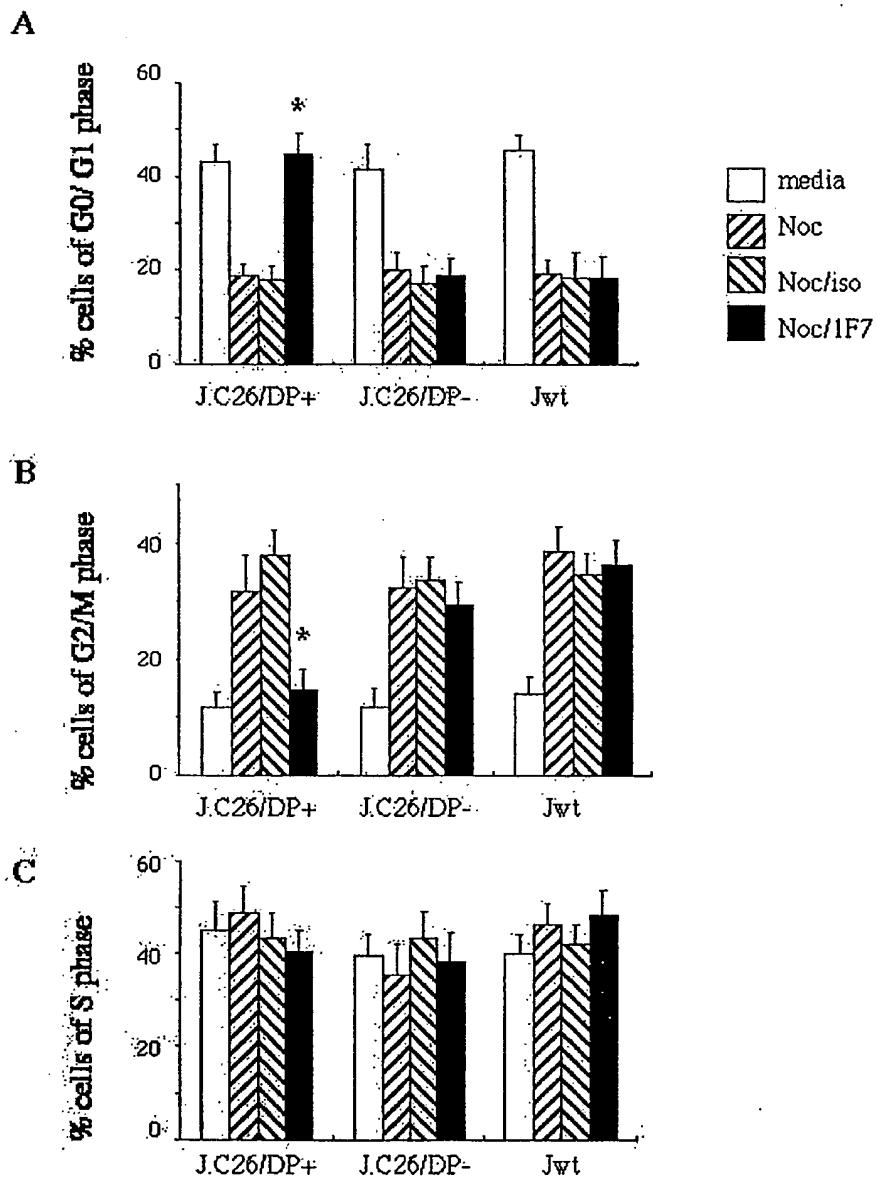 A
% cells of G0/ G1 phase
60
40
20
0
*
J.C26/DP+
J.C26/DP-
Jwt
media
Noc
Noc/iso
Noc/1F7
B
% cells of G2/M phase
40
20
0
*
J.C26/DP+
J.C26/DP-
Jwt
C
% cells of S phase
60
40
20
0
J.C26/DP+
J.C26/DP-
Jwt